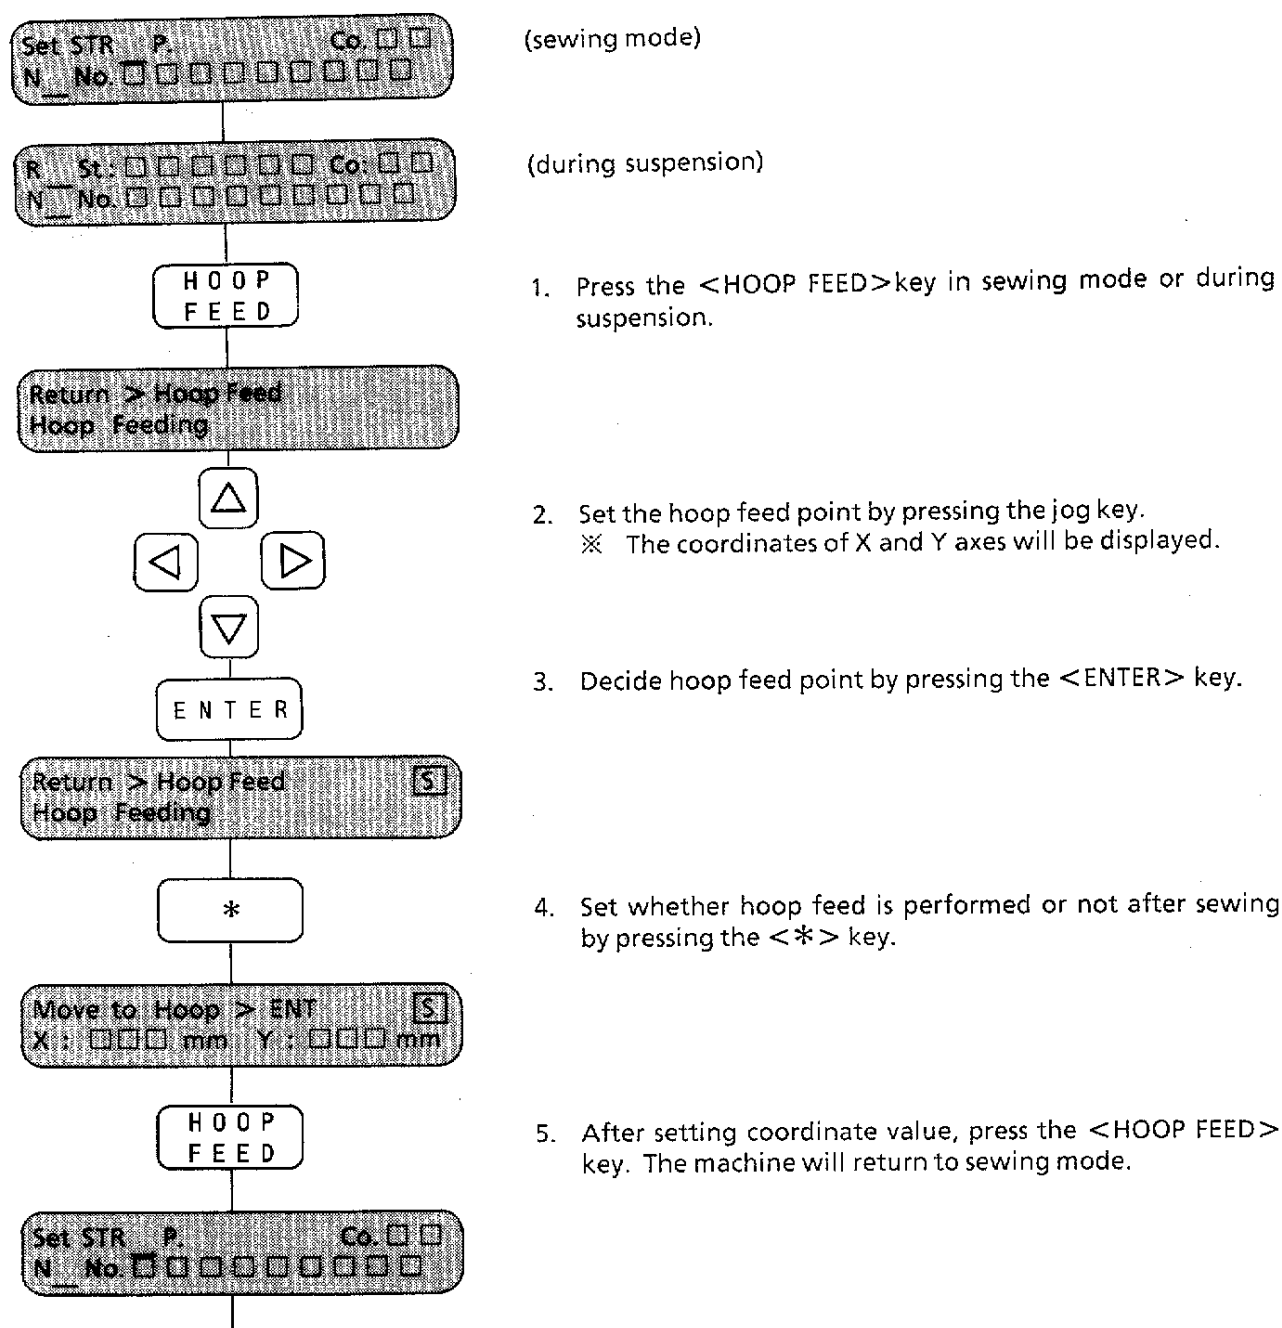 Set STR _ P. Co. □ □
(sewing mode)
N_ No. □ □ □ □ □ □ □ □ □
R _ St.: □ □ □ □ □ □ Co: □ □
(during suspension)
N_ No. □ □ □ □ □ □ □ □ □
HOOP
FEED
1. Press the <HOOP FEED>key in sewing mode or during
suspension.
Return > Hoop Feed
Hoop Feeding
△
◁ ▷
▽
2. Set the hoop feed point by pressing the jog key.
※ The coordinates of X and Y axes will be displayed.
ENTER
3. Decide hoop feed point by pressing the <ENTER> key.
Return > Hoop Feed S
Hoop Feeding
*
4. Set whether hoop feed is performed or not after sewing
by pressing the <*> key.
Move to Hoop > ENT S
X : □□□ mm Y : □□□ mm
HOOP
FEED
5. After setting coordinate value, press the <HOOP FEED>
key. The machine will return to sewing mode.
Set STR _ P. Co. □ □
N_ No. □ □ □ □ □ □ □ □ □